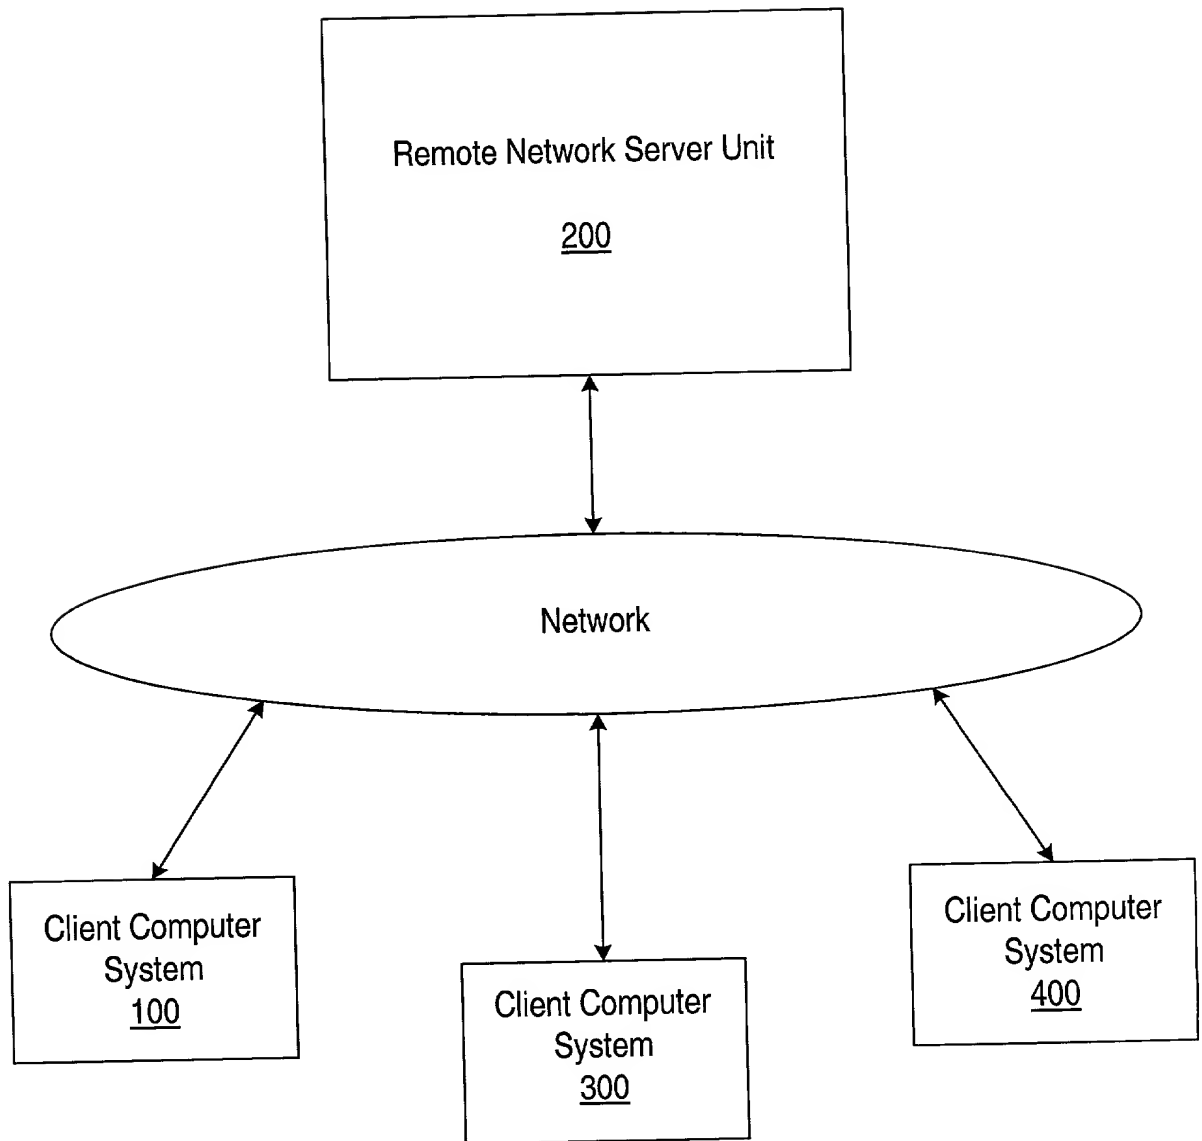 Remote Network Server Unit
200
Network
Client Computer
System
100
Client Computer
System
300
Client Computer
System
400